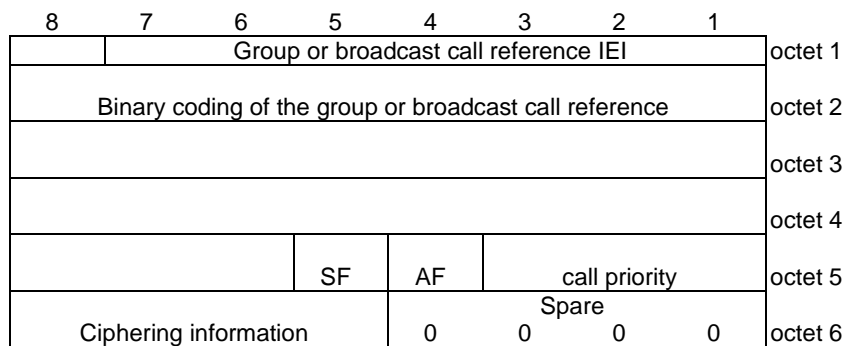 8 7 6 5 4 3 2 1
Group or broadcast call reference IEI octet 1
Binary coding of the group or broadcast call reference octet 2
octet 3
octet 4
SF AF call priority octet 5
Spare
Ciphering information 0 0 0 0 octet 6